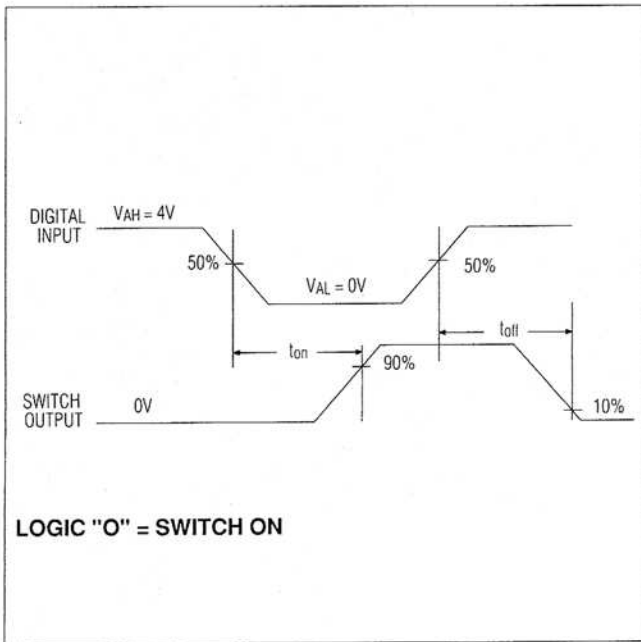 DIGITAL INPUT
VAH = 4V
50%
VAL = 0V
50%
ton
toff
90%
SWITCH OUTPUT
0V
10%
LOGIC "O" = SWITCH ON